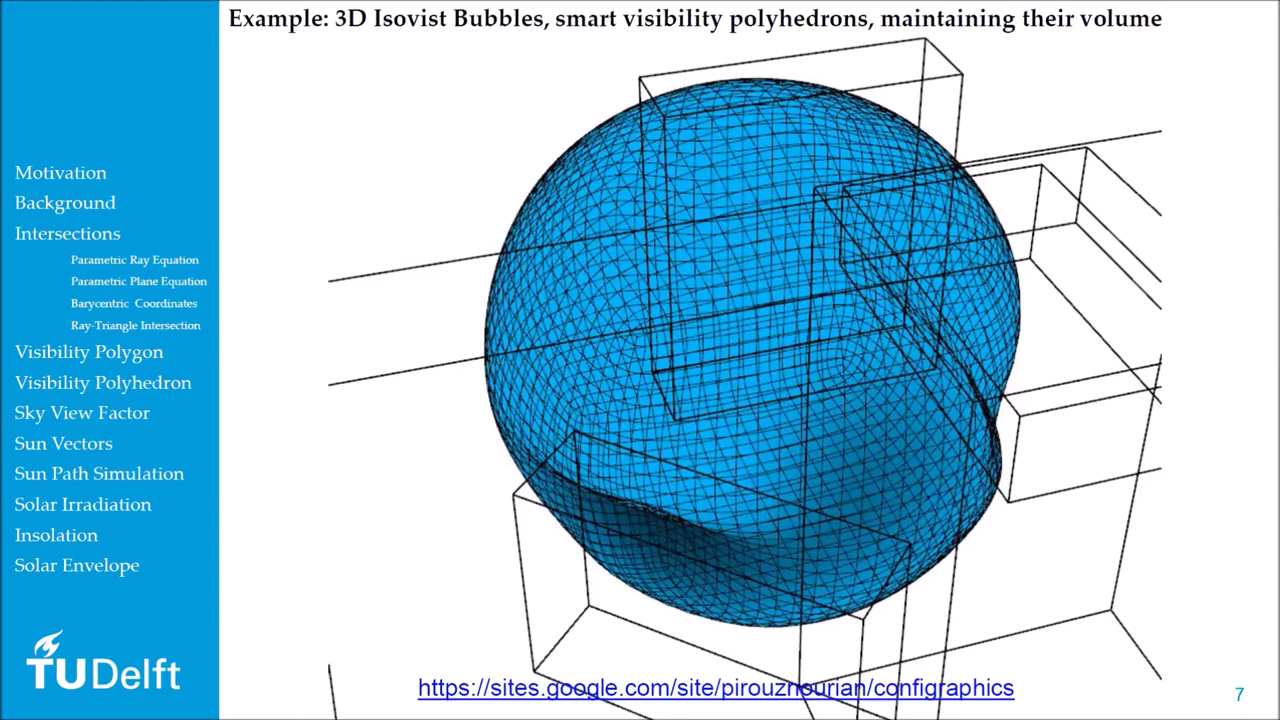 Example: 3D Isovist Bubbles, smart visibility polyhedrons, maintaining their volume
Motivation
Background
Intersections
Parametric Ray Equation
Parametric Plane Equation
Barycentric Coordinates
Ray-Triangle Intersection
Visibility Polygon
Visibility Polyhedron
Sky View Factor
Sun Vectors
Sun Path Simulation
Solar Irradiation
Insolation
Solar Envelope
TUDelft
https://sites.google.com/site/pirouznourian/configraphics
7